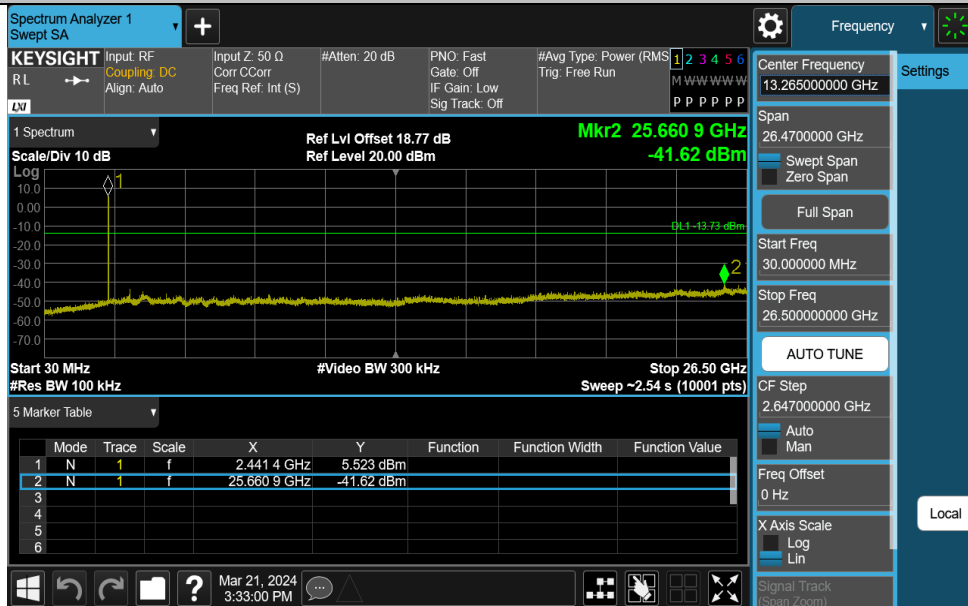 Spectrum Analyzer 1
Swept SA
+
Frequency
KEYSIGHT
RL
LXI
Input: RF
Coupling: DC
Align: Auto
Input Z: 50 Ω
Corr CCorr
Freq Ref: Int (S)
#Atten: 20 dB
PNO: Fast
Gate: Off
IF Gain: Low
Sig Track: Off
#Avg Type: Power (RMS
Trig: Free Run
1 2 3 4 5 6
M W W W W W
P P P P P P
Center Frequency
13.265000000 GHz
Settings
1 Spectrum
Scale/Div 10 dB
Ref Lvl Offset 18.77 dB
Ref Level 20.00 dBm
Mkr2 25.660 9 GHz
-41.62 dBm
Log
10.0
0.00
-10.0
-20.0
-30.0
-40.0
-50.0
-60.0
-70.0
1
DL1 -13.73 dBm
2
Start 30 MHz
#Res BW 100 kHz
#Video BW 300 kHz
Stop 26.50 GHz
Sweep ~2.54 s (10001 pts)
Span
26.4700000 GHz
Swept Span
Zero Span
Full Span
Start Freq
30.000000 MHz
Stop Freq
26.500000000 GHz
AUTO TUNE
CF Step
2.647000000 GHz
Auto
Man
Freq Offset
0 Hz
X Axis Scale
Log
Lin
Signal Track
(Span Zoom)
Local
5 Marker Table
Mode Trace Scale X Y Function Function Width Function Value
1 N 1 f 2.441 4 GHz 5.523 dBm
2 N 1 f 25.660 9 GHz -41.62 dBm
3
4
5
6
?
Mar 21, 2024
3:33:00 PM